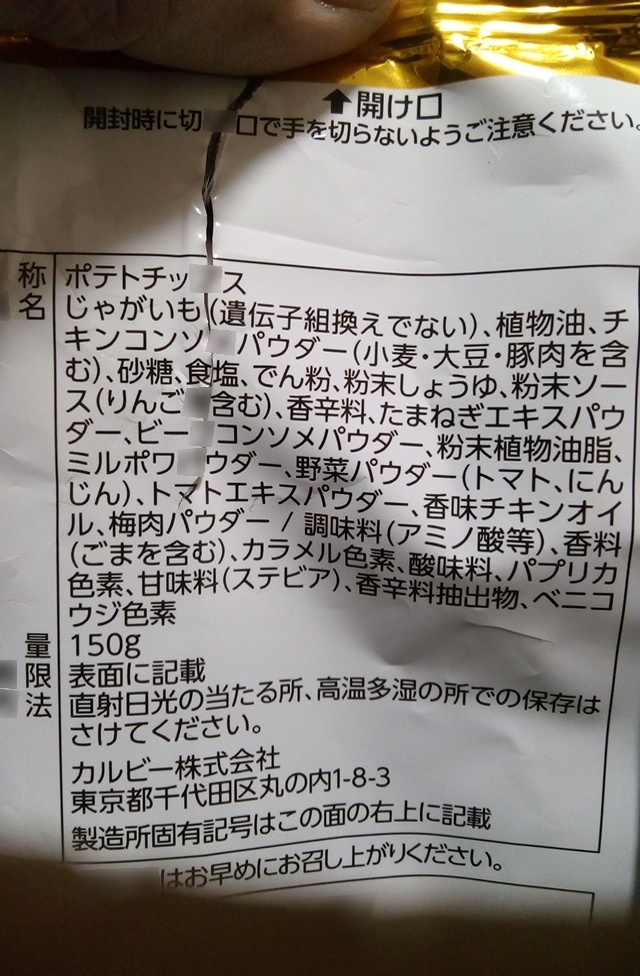 開け口
開封時に切 口で手を切らないようご注意ください。
称 ポテトチッ ス
名 じゃがいも(遺伝子組換えでない)、植物油、チ
キンコンソ パウダー(小麦・大豆・豚肉を含
む)、砂糖、食塩、でん粉、粉末しょうゆ、粉末ソー
ス(りんご 含む)、香辛料、たまねぎエキスパウ
ダー、ビー コンソメパウダー、粉末植物油脂、
ミルポワ ウダー、野菜パウダー(トマト、にん
じん)、トマトエキスパウダー、香味チキンオイ
ル、梅肉パウダー / 調味料(アミノ酸等)、香料
(ごまを含む)、カラメル色素、酸味料、パプリカ
色素、甘味料(ステビア)、香辛料抽出物、ベニコ
ウジ色素
量 150g
限 表面に記載
法 直射日光の当たる所、高温多湿の所での保存は
さけてください。
カルビー株式会社
東京都千代田区丸の内1-8-3
製造所固有記号はこの面の右上に記載
はお早めにお召し上がりください。